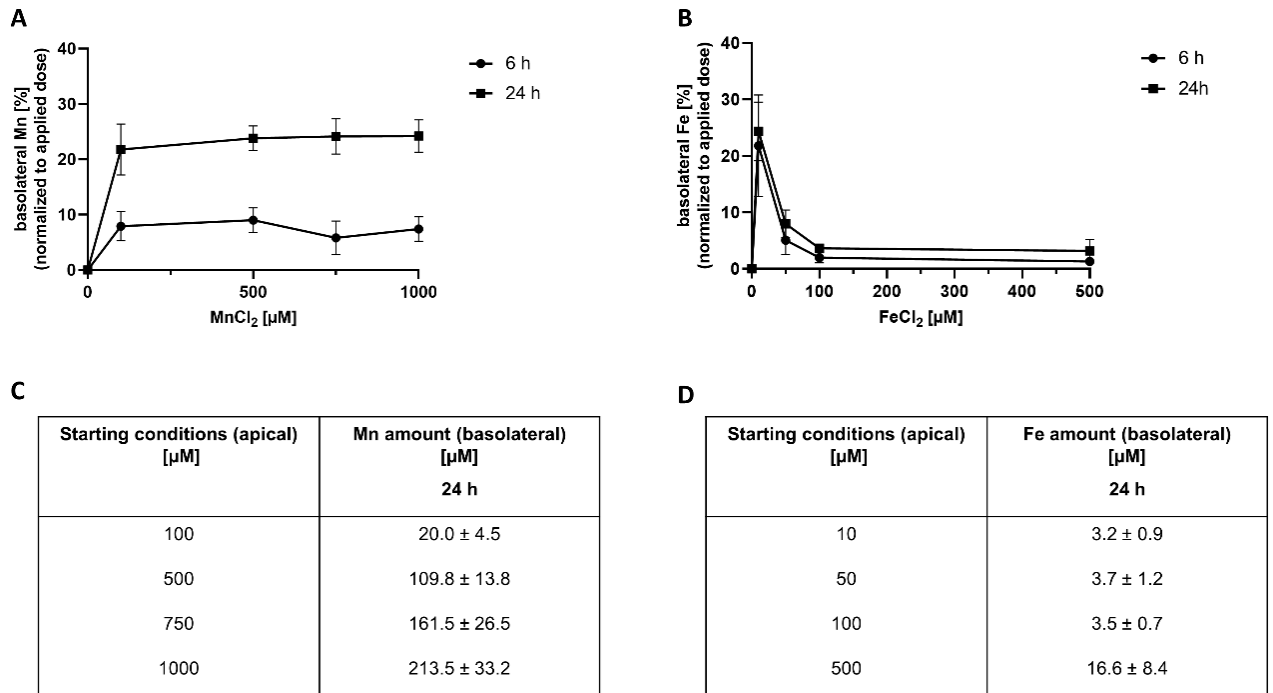 A
basolateral Mn [%]
(normalized to applied dose)
40
30
20
10
0
0
500
1000
MnCl2 [µM]
6 h
24 h
B
basolateral Fe [%]
(normalized to applied dose)
40
30
20
10
0
0
100
200
300
400
500
FeCl2 [µM]
6 h
24h
C
Starting conditions (apical)
[µM]
Mn amount (basolateral)
[µM]
24 h
100
20.0 ± 4.5
500
109.8 ± 13.8
750
161.5 ± 26.5
1000
213.5 ± 33.2
D
Starting conditions (apical)
[µM]
Fe amount (basolateral)
[µM]
24 h
10
3.2 ± 0.9
50
3.7 ± 1.2
100
3.5 ± 0.7
500
16.6 ± 8.4